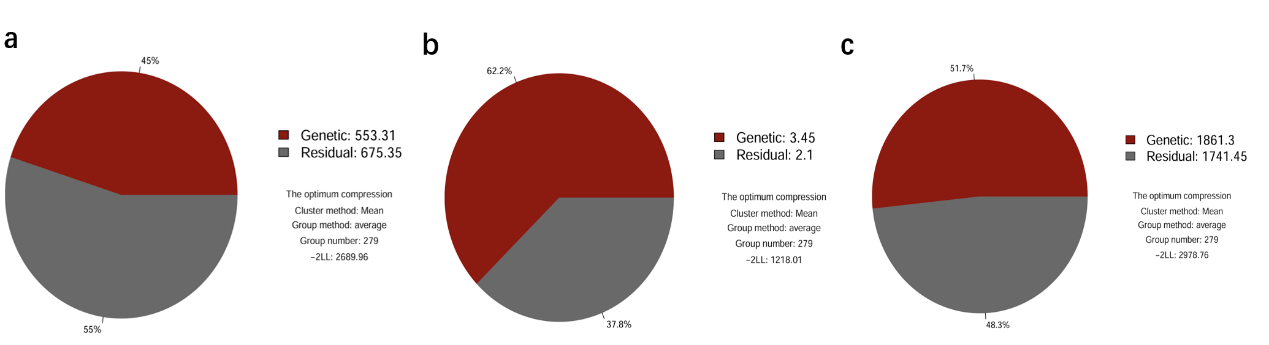 a
45%
55%
Genetic: 553.31
Residual: 675.35
The optimum compression
Cluster method: Mean
Group method: average
Group number: 279
−2LL: 2689.96
b
62.2%
37.8%
Genetic: 3.45
Residual: 2.1
The optimum compression
Cluster method: Mean
Group method: average
Group number: 279
−2LL: 1218.01
c
51.7%
48.3%
Genetic: 1861.3
Residual: 1741.45
The optimum compression
Cluster method: Mean
Group method: average
Group number: 279
−2LL: 2978.76